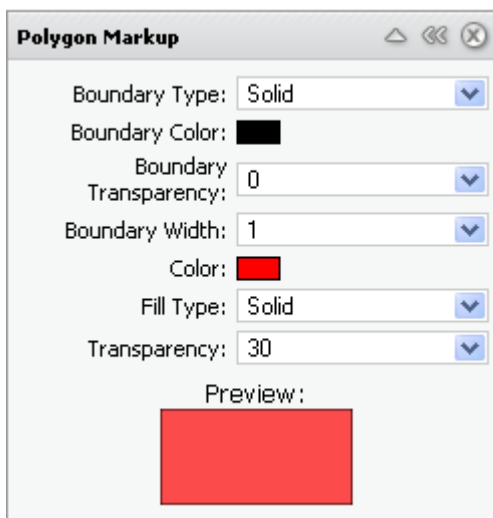 Polygon Markup
Boundary Type: Solid
Boundary Color:
Boundary
Transparency: 0
Boundary Width: 1
Color:
Fill Type: Solid
Transparency: 30
Preview: